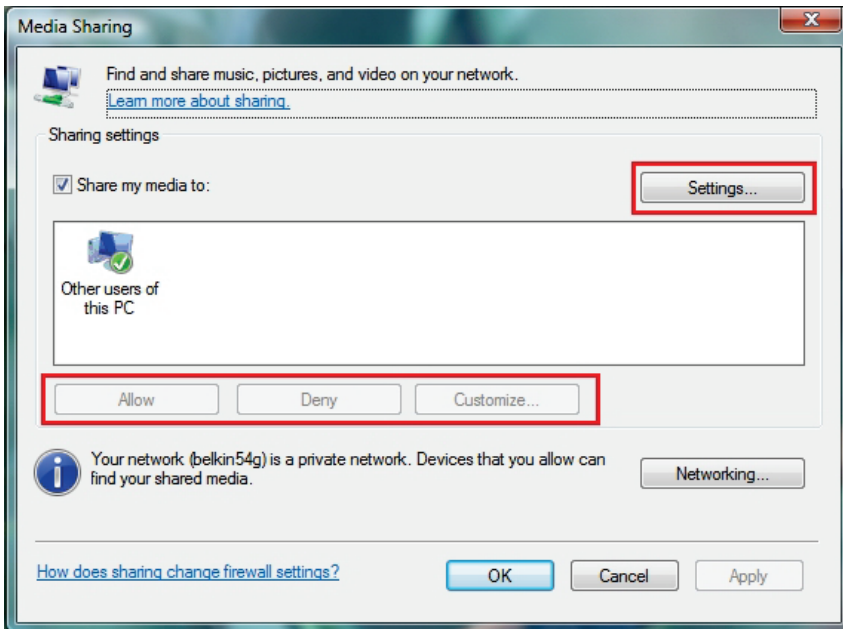 Media Sharing
Find and share music, pictures, and video on your network.
Learn more about sharing.
Sharing settings
Share my media to:
Settings...
Other users of
this PC
Allow
Deny
Customize...
Your network (belkin54g) is a private network. Devices that you allow can
find your shared media.
Networking...
How does sharing change firewall settings?
OK
Cancel
Apply